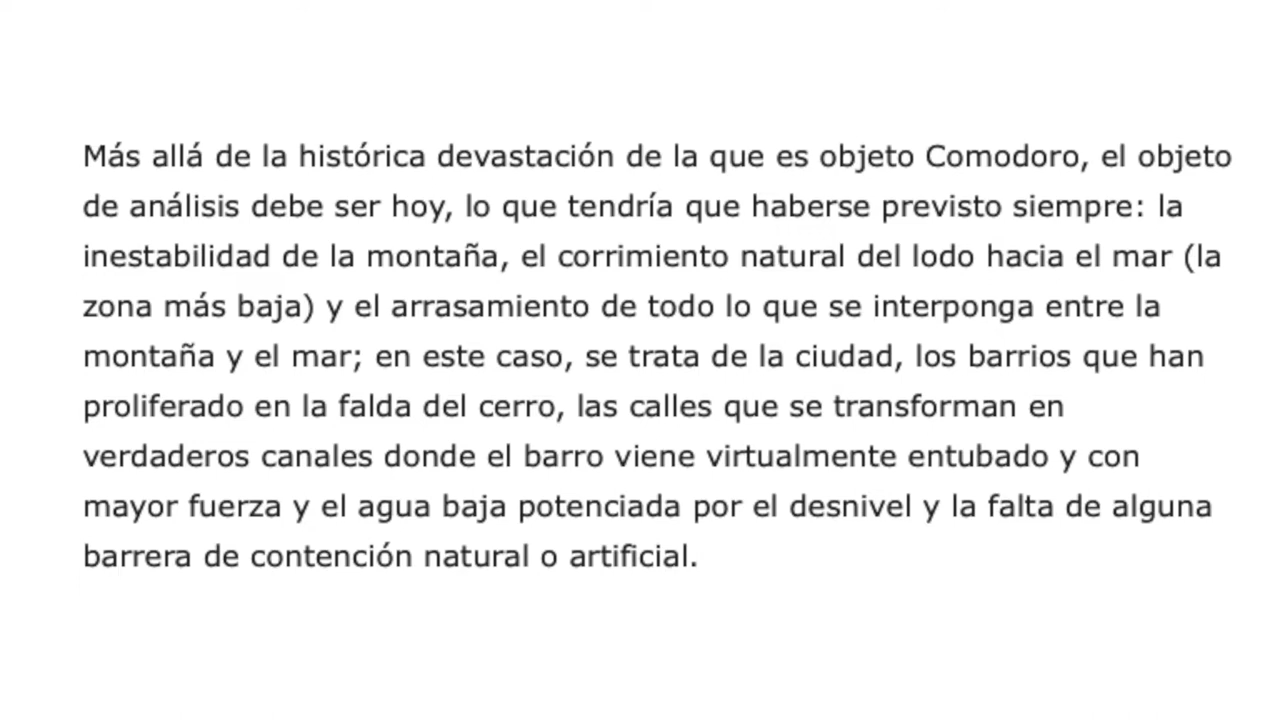 Más allá de la histórica devastación de la que es objeto Comodoro, el objeto
de análisis debe ser hoy, lo que tendría que haberse previsto siempre: la
inestabilidad de la montaña, el corrimiento natural del lodo hacia el mar (la
zona más baja) y el arrasamiento de todo lo que se interponga entre la
montaña y el mar; en este caso, se trata de la ciudad, los barrios que han
proliferado en la falda del cerro, las calles que se transforman en
verdaderos canales donde el barro viene virtualmente entubado y con
mayor fuerza y el agua baja potenciada por el desnivel y la falta de alguna
barrera de contención natural o artificial.